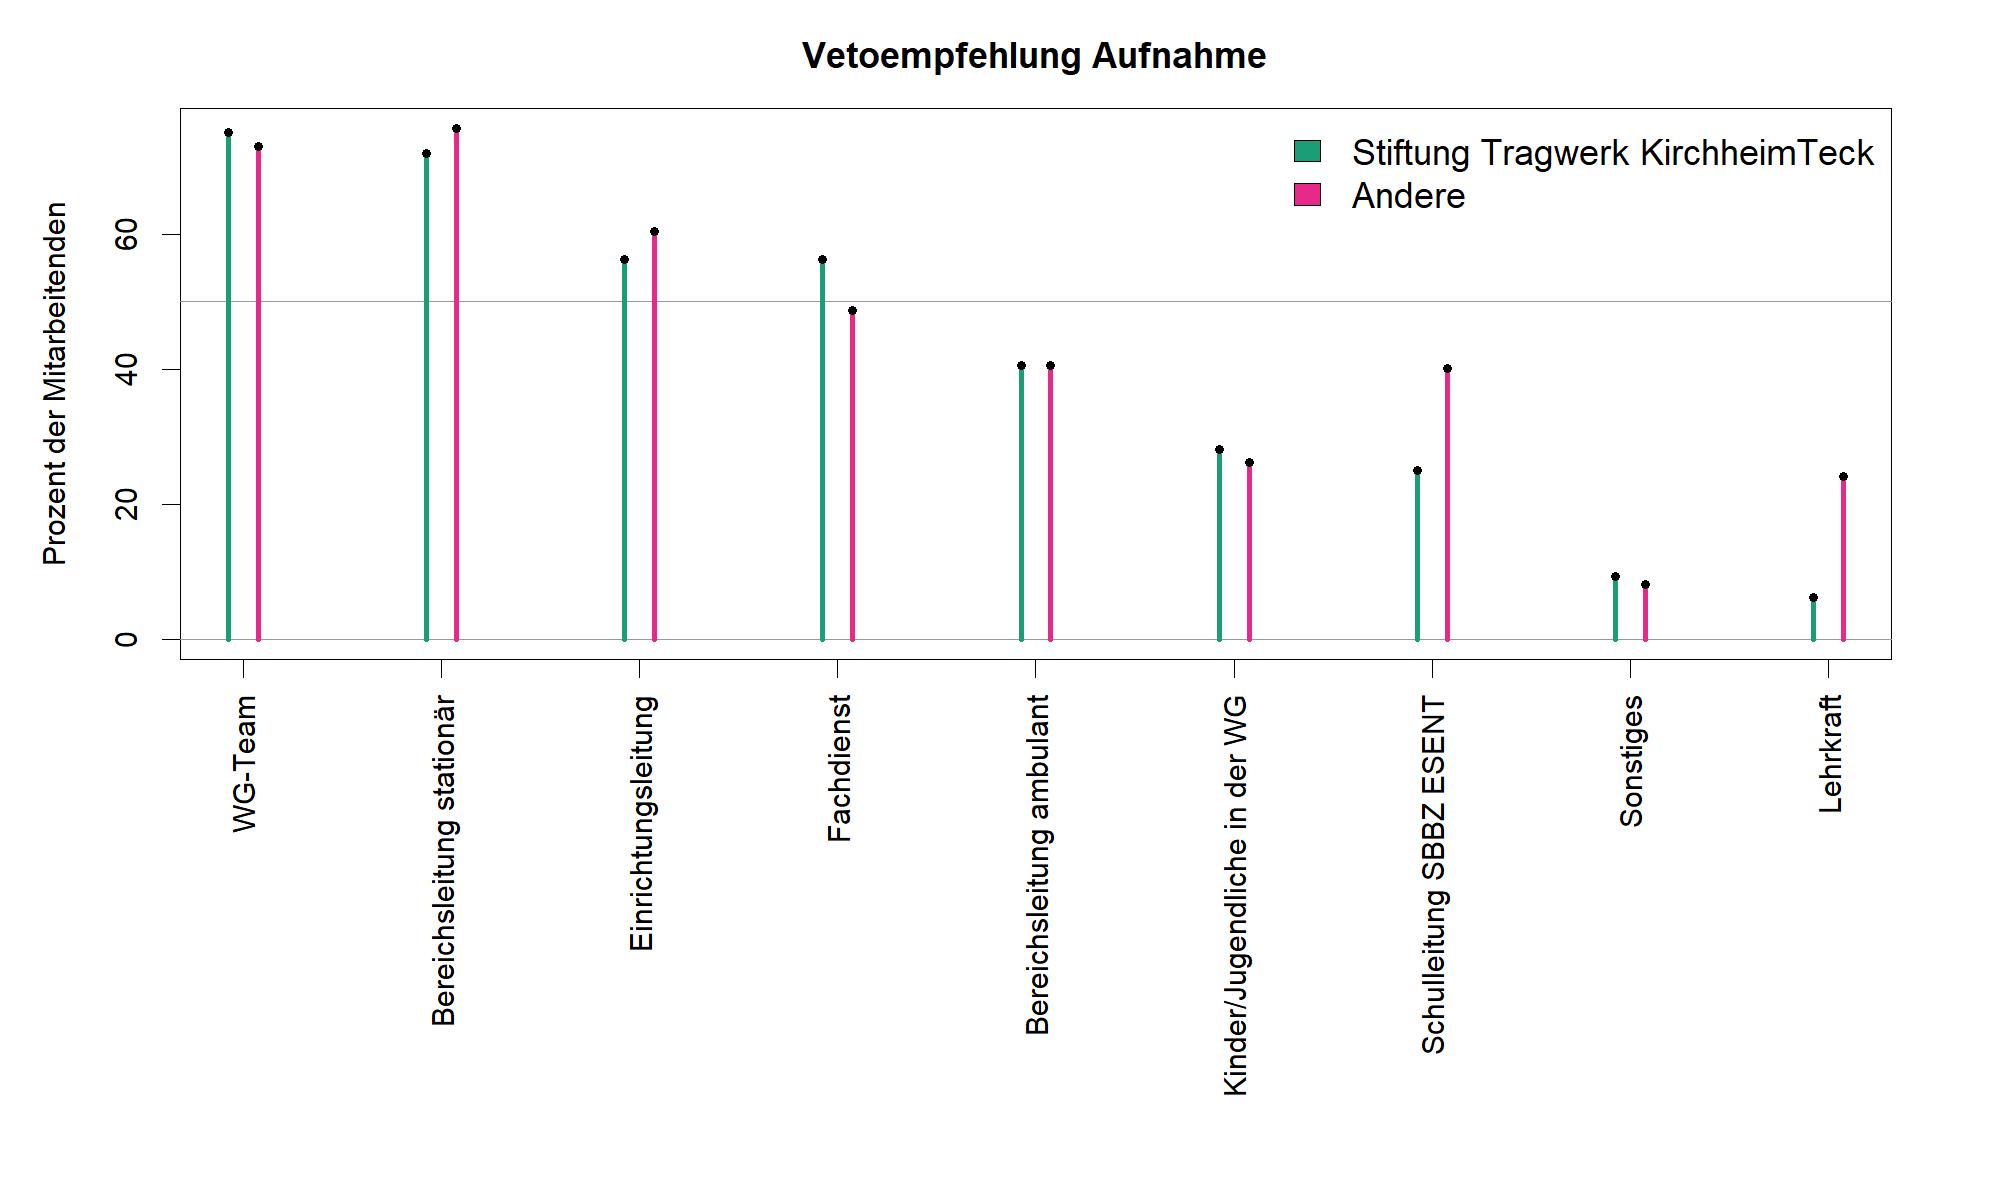 Vetoempfehlung Aufnahme
Stiftung Tragwerk KirchheimTeck
Andere
Prozent der Mitarbeitenden
60
40
20
0
WG-Team
Bereichsleitung stationär
Einrichtungsleitung
Fachdienst
Bereichsleitung ambulant
Kinder/Jugendliche in der WG
Schulleitung SBBZ ESENT
Sonstiges
Lehrkraft